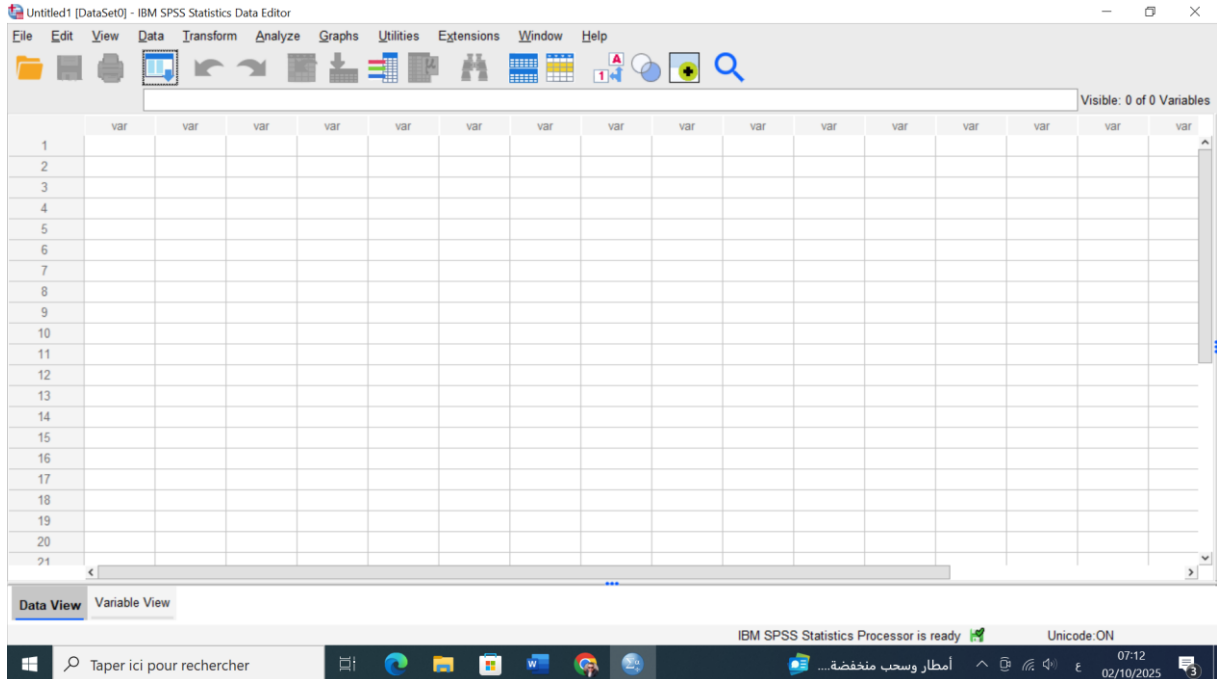 Untitled1 [DataSet0] - IBM SPSS Statistics Data Editor
File Edit View Data Transform Analyze Graphs Utilities Extensions Window Help
A
1
Visible: 0 of 0 Variables
var var var var var var var var var var var var var var var var
1
2
3
4
5
6
7
8
9
10
11
12
13
14
15
16
17
18
19
20
21
Data View Variable View
IBM SPSS Statistics Processor is ready Unicode:ON
Taper ici pour rechercher
أمطار وسحب منخفضة....
ع
07:12
02/10/2025
3